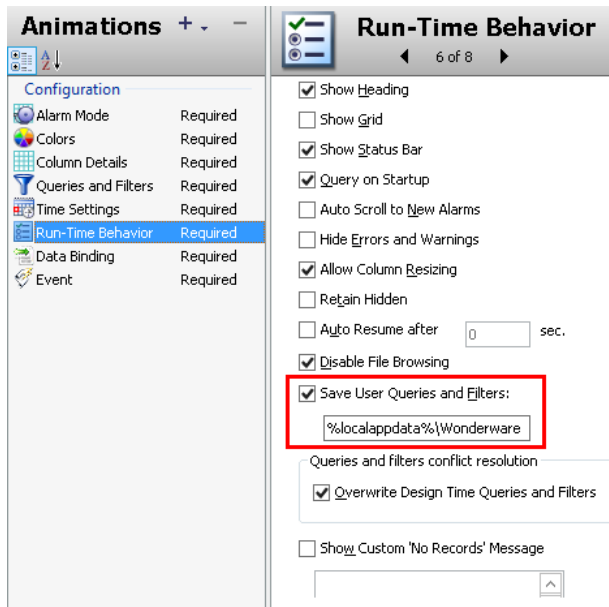 Animations
Configuration
Alarm Mode Required
Colors Required
Column Details Required
Queries and Filters Required
Time Settings Required
Run-Time Behavior Required
Data Binding Required
Event Required
Run-Time Behavior
6 of 8
Show Heading
Show Grid
Show Status Bar
Query on Startup
Auto Scroll to New Alarms
Hide Errors and Warnings
Allow Column Resizing
Retain Hidden
Auto Resume after 0 sec.
Disable File Browsing
Save User Queries and Filters:
%localappdata%\Wonderware
Queries and filters conflict resolution
Overwrite Design Time Queries and Filters
Show Custom 'No Records' Message